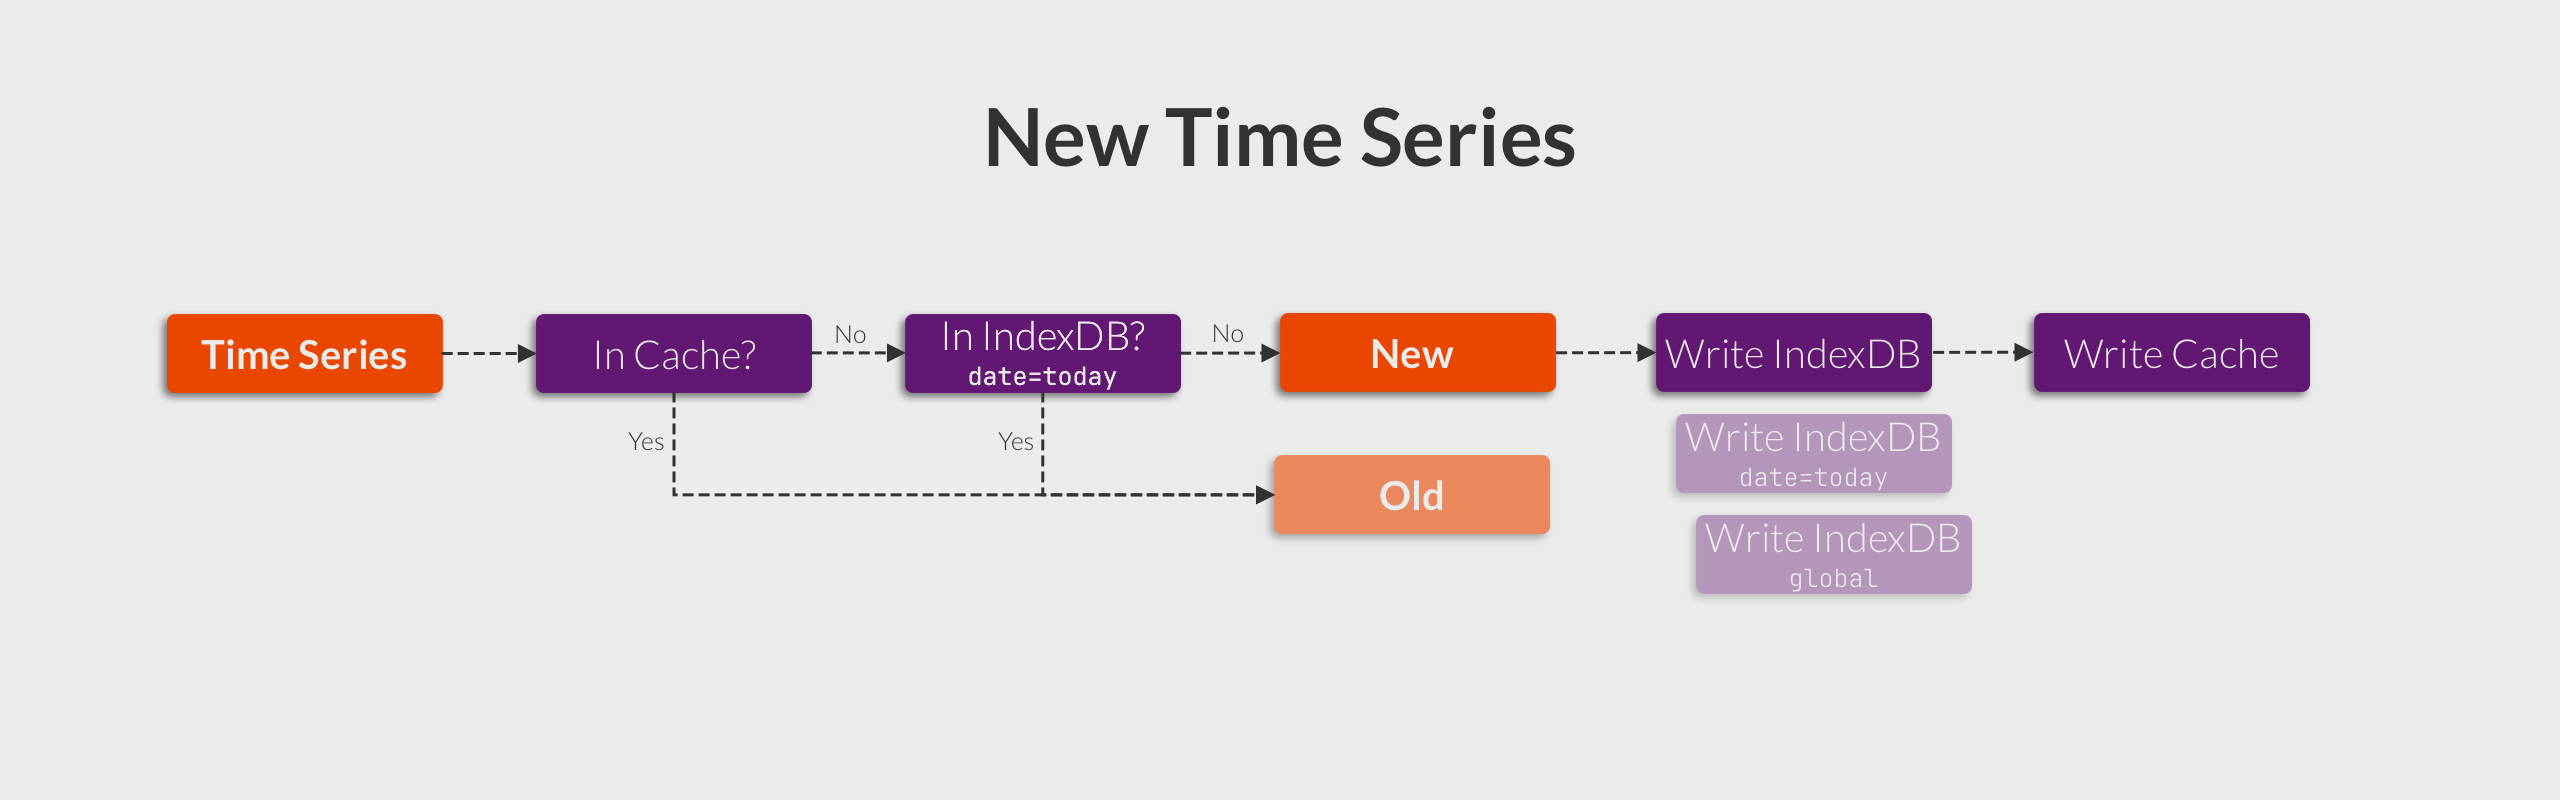 New Time Series
Time Series
In Cache?
No
In IndexDB?
date=today
No
New
Write IndexDB
Write Cache
Yes
Yes
Old
Write IndexDB
date=today
Write IndexDB
global